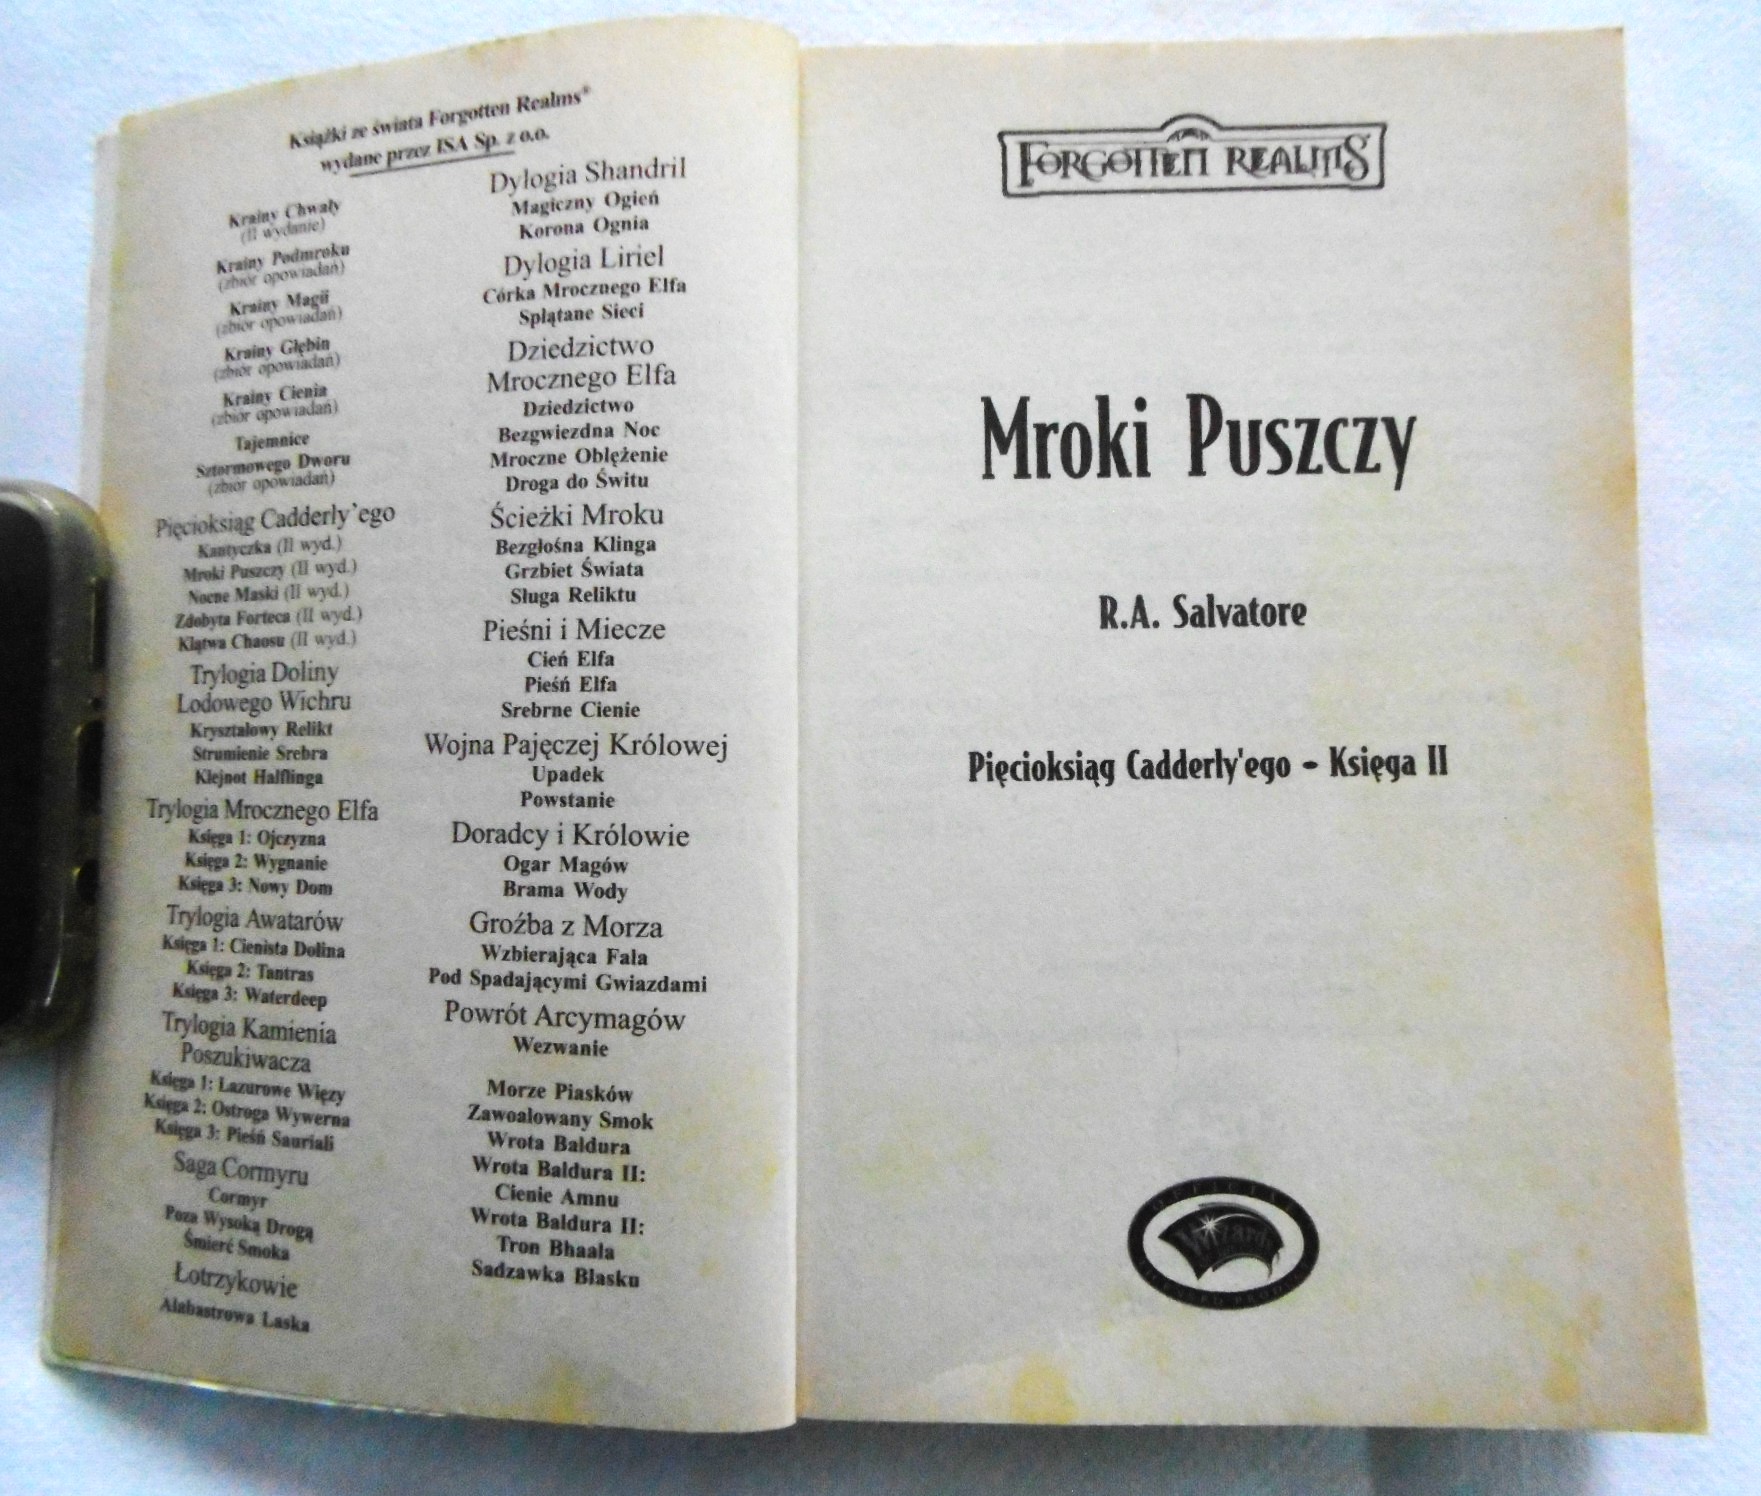 Książki ze świata Forgotten Realms®
wydane przez ISA Sp. z o.o.
Krainy Chwały
(II wydanie)
Krainy Podmroku
(zbiór opowiadań)
Krainy Magii
(zbiór opowiadań)
Krainy Głębin
(zbiór opowiadań)
Krainy Cienia
(zbiór opowiadań)
Tajemnice
Sztormowego Dworu
(zbiór opowiadań)
Pięcioksiąg Cadderly'ego
Kantyczka (II wyd.)
Mroki Puszczy (II wyd.)
Nocne Maski (II wyd.)
Zdobyta Forteca (II wyd.)
Klątwa Chaosu (II wyd.)
Trylogia Doliny
Lodowego Wichru
Kryształowy Relikt
Strumienie Srebra
Klejnot Halflinga
Trylogia Mrocznego Elfa
Księga 1: Ojczyzna
Księga 2: Wygnanie
Księga 3: Nowy Dom
Trylogia Awatarów
Księga 1: Cienista Dolina
Księga 2: Tantras
Księga 3: Waterdeep
Trylogia Kamienia
Poszukiwacza
Księga 1: Lazurowe Więzy
Księga 2: Ostroga Wywerna
Księga 3: Pieśń Sauriali
Saga Cormyru
Cormyr
Poza Wysoką Drogą
Śmierć Smoka
Łotrzykowie
Alabastrowa Laska
Dylogia Shandril
Magiczny Ogień
Korona Ognia
Dylogia Liriel
Córka Mrocznego Elfa
Splątane Sieci
Dziedzictwo
Mrocznego Elfa
Dziedzictwo
Bezgwiezdna Noc
Mroczne Oblężenie
Droga do Świtu
Ścieżki Mroku
Bezgłośna Klinga
Grzbiet Świata
Sługa Reliktu
Pieśni i Miecze
Cień Elfa
Pieśń Elfa
Srebrne Cienie
Wojna Pajęczej Królowej
Upadek
Powstanie
Doradcy i Królowie
Ogar Magów
Brama Wody
Groźba z Morza
Wzbierająca Fala
Pod Spadającymi Gwiazdami
Powrót Arcymagów
Wezwanie
Morze Piasków
Zawoalowany Smok
Wrota Baldura
Wrota Baldura II:
Cienie Amnu
Wrota Baldura II:
Tron Bhaala
Sadzawka Blasku
FORGOTTEN REALMS
Mroki Puszczy
R.A. Salvatore
Pięcioksiąg Cadderly'ego - Księga II
OFFICIAL
Wizards